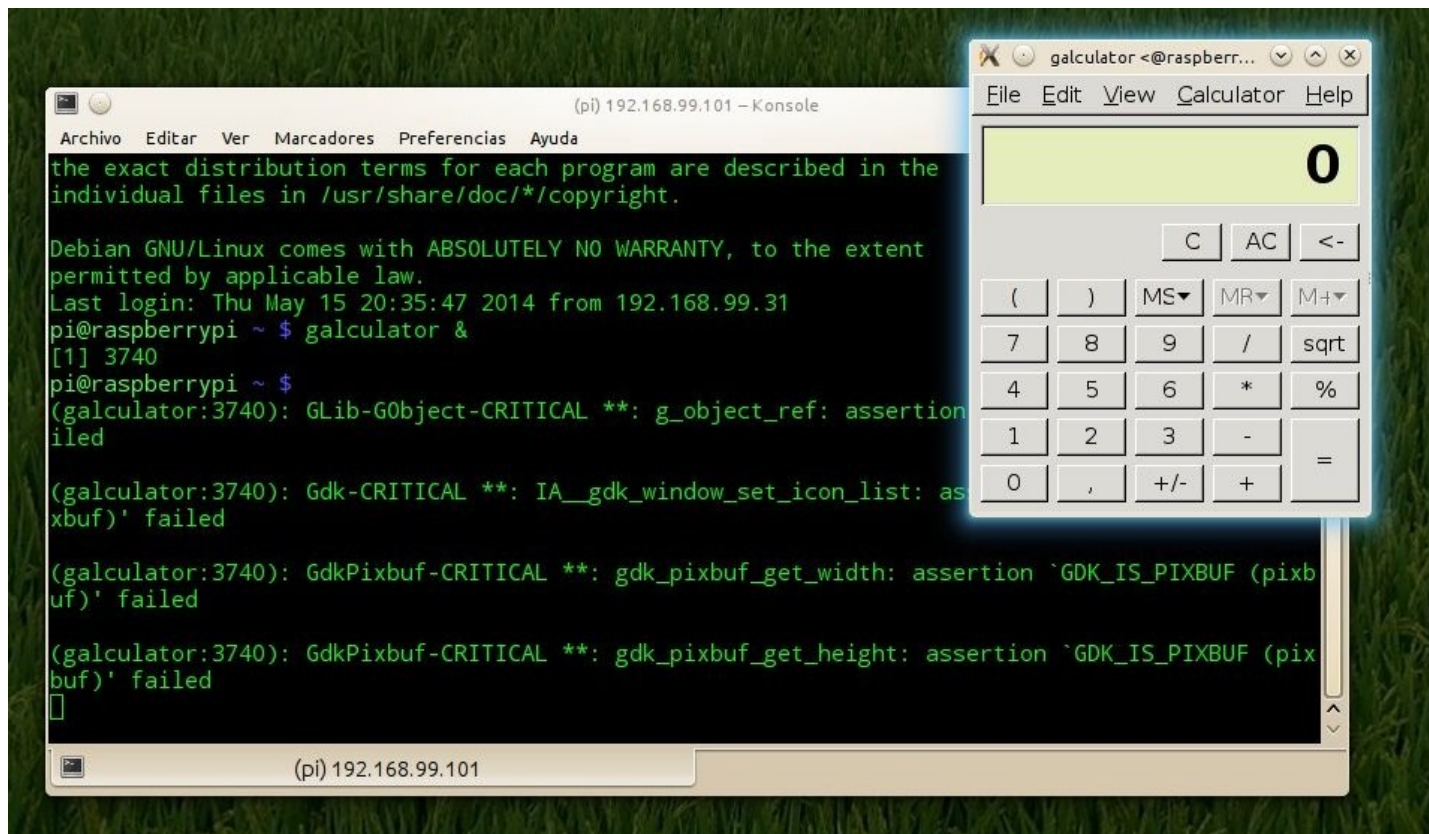 (pi) 192.168.99.101 – Konsole
Archivo Editar Ver Marcadores Preferencias Ayuda
the exact distribution terms for each program are described in the
individual files in /usr/share/doc/*/copyright.
Debian GNU/Linux comes with ABSOLUTELY NO WARRANTY, to the extent
permitted by applicable law.
Last login: Thu May 15 20:35:47 2014 from 192.168.99.31
pi@raspberrypi ~ $ galculator &
[1] 3740
pi@raspberrypi ~ $
(galculator:3740): GLib-GObject-CRITICAL **: g_object_ref: assertion
iled
(galculator:3740): Gdk-CRITICAL **: IA__gdk_window_set_icon_list: as
xbuf)' failed
(galculator:3740): GdkPixbuf-CRITICAL **: gdk_pixbuf_get_width: assertion `GDK_IS_PIXBUF (pixb
uf)' failed
(galculator:3740): GdkPixbuf-CRITICAL **: gdk_pixbuf_get_height: assertion `GDK_IS_PIXBUF (pix
buf)' failed
(pi) 192.168.99.101
galculator <@raspberr...
File Edit View Calculator Help
0
C AC <-
( ) MS MR M+
7 8 9 / sqrt
4 5 6 * %
1 2 3 - =
0 , +/- +